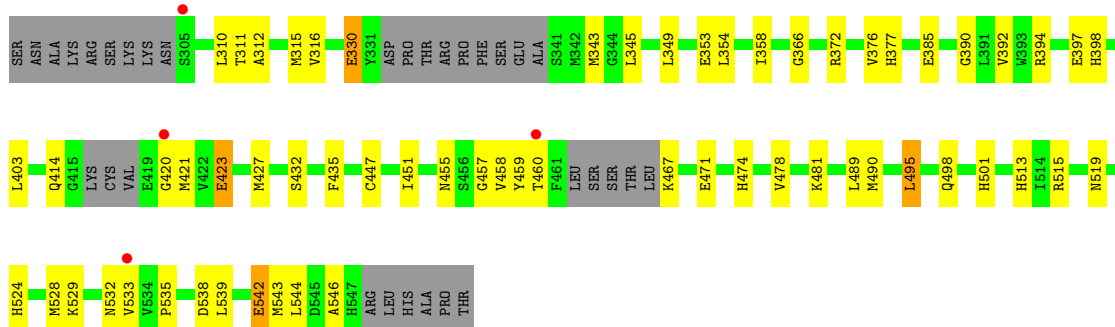 SER ASN ALA LYS ARG SER LYS LYS ASN S305 L310 T311 A312 M315 V316 E330 Y331 ASP PRO THR ARG PRO PHE SER GLU ALA S341 M342 M343 G344 L345 L349 E353 L354 I358 G366 R372 V376 H377 E385 G390 L391 V392 W393 R394 E397 H398
L403 Q414 G415 LYS CYS VAL E419 G420 M421 V422 E423 M427 S432 F435 C447 I451 N455 S456 G457 V458 Y459 T460 F461 LEU SER SER THR LEU K467 E471 H474 V478 K481 L489 M490 L495 Q498 H501 H513 I514 R515 N519
H524 M528 K529 N532 V533 V534 P535 D538 L539 E542 M543 L544 D545 A546 H547 ARG LEU HIS ALA PRO THR